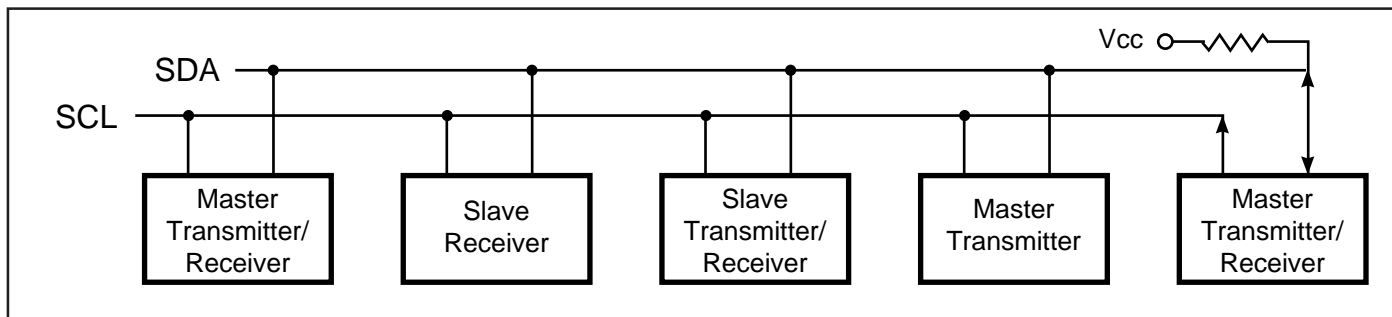 Vcc
SDA
SCL
Master
Transmitter/
Receiver
Slave
Receiver
Slave
Transmitter/
Receiver
Master
Transmitter
Master
Transmitter/
Receiver